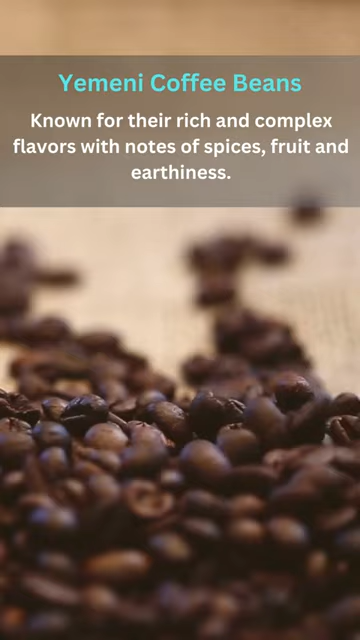 Yemeni Coffee Beans
Known for their rich and complex
flavors with notes of spices, fruit and
earthiness.